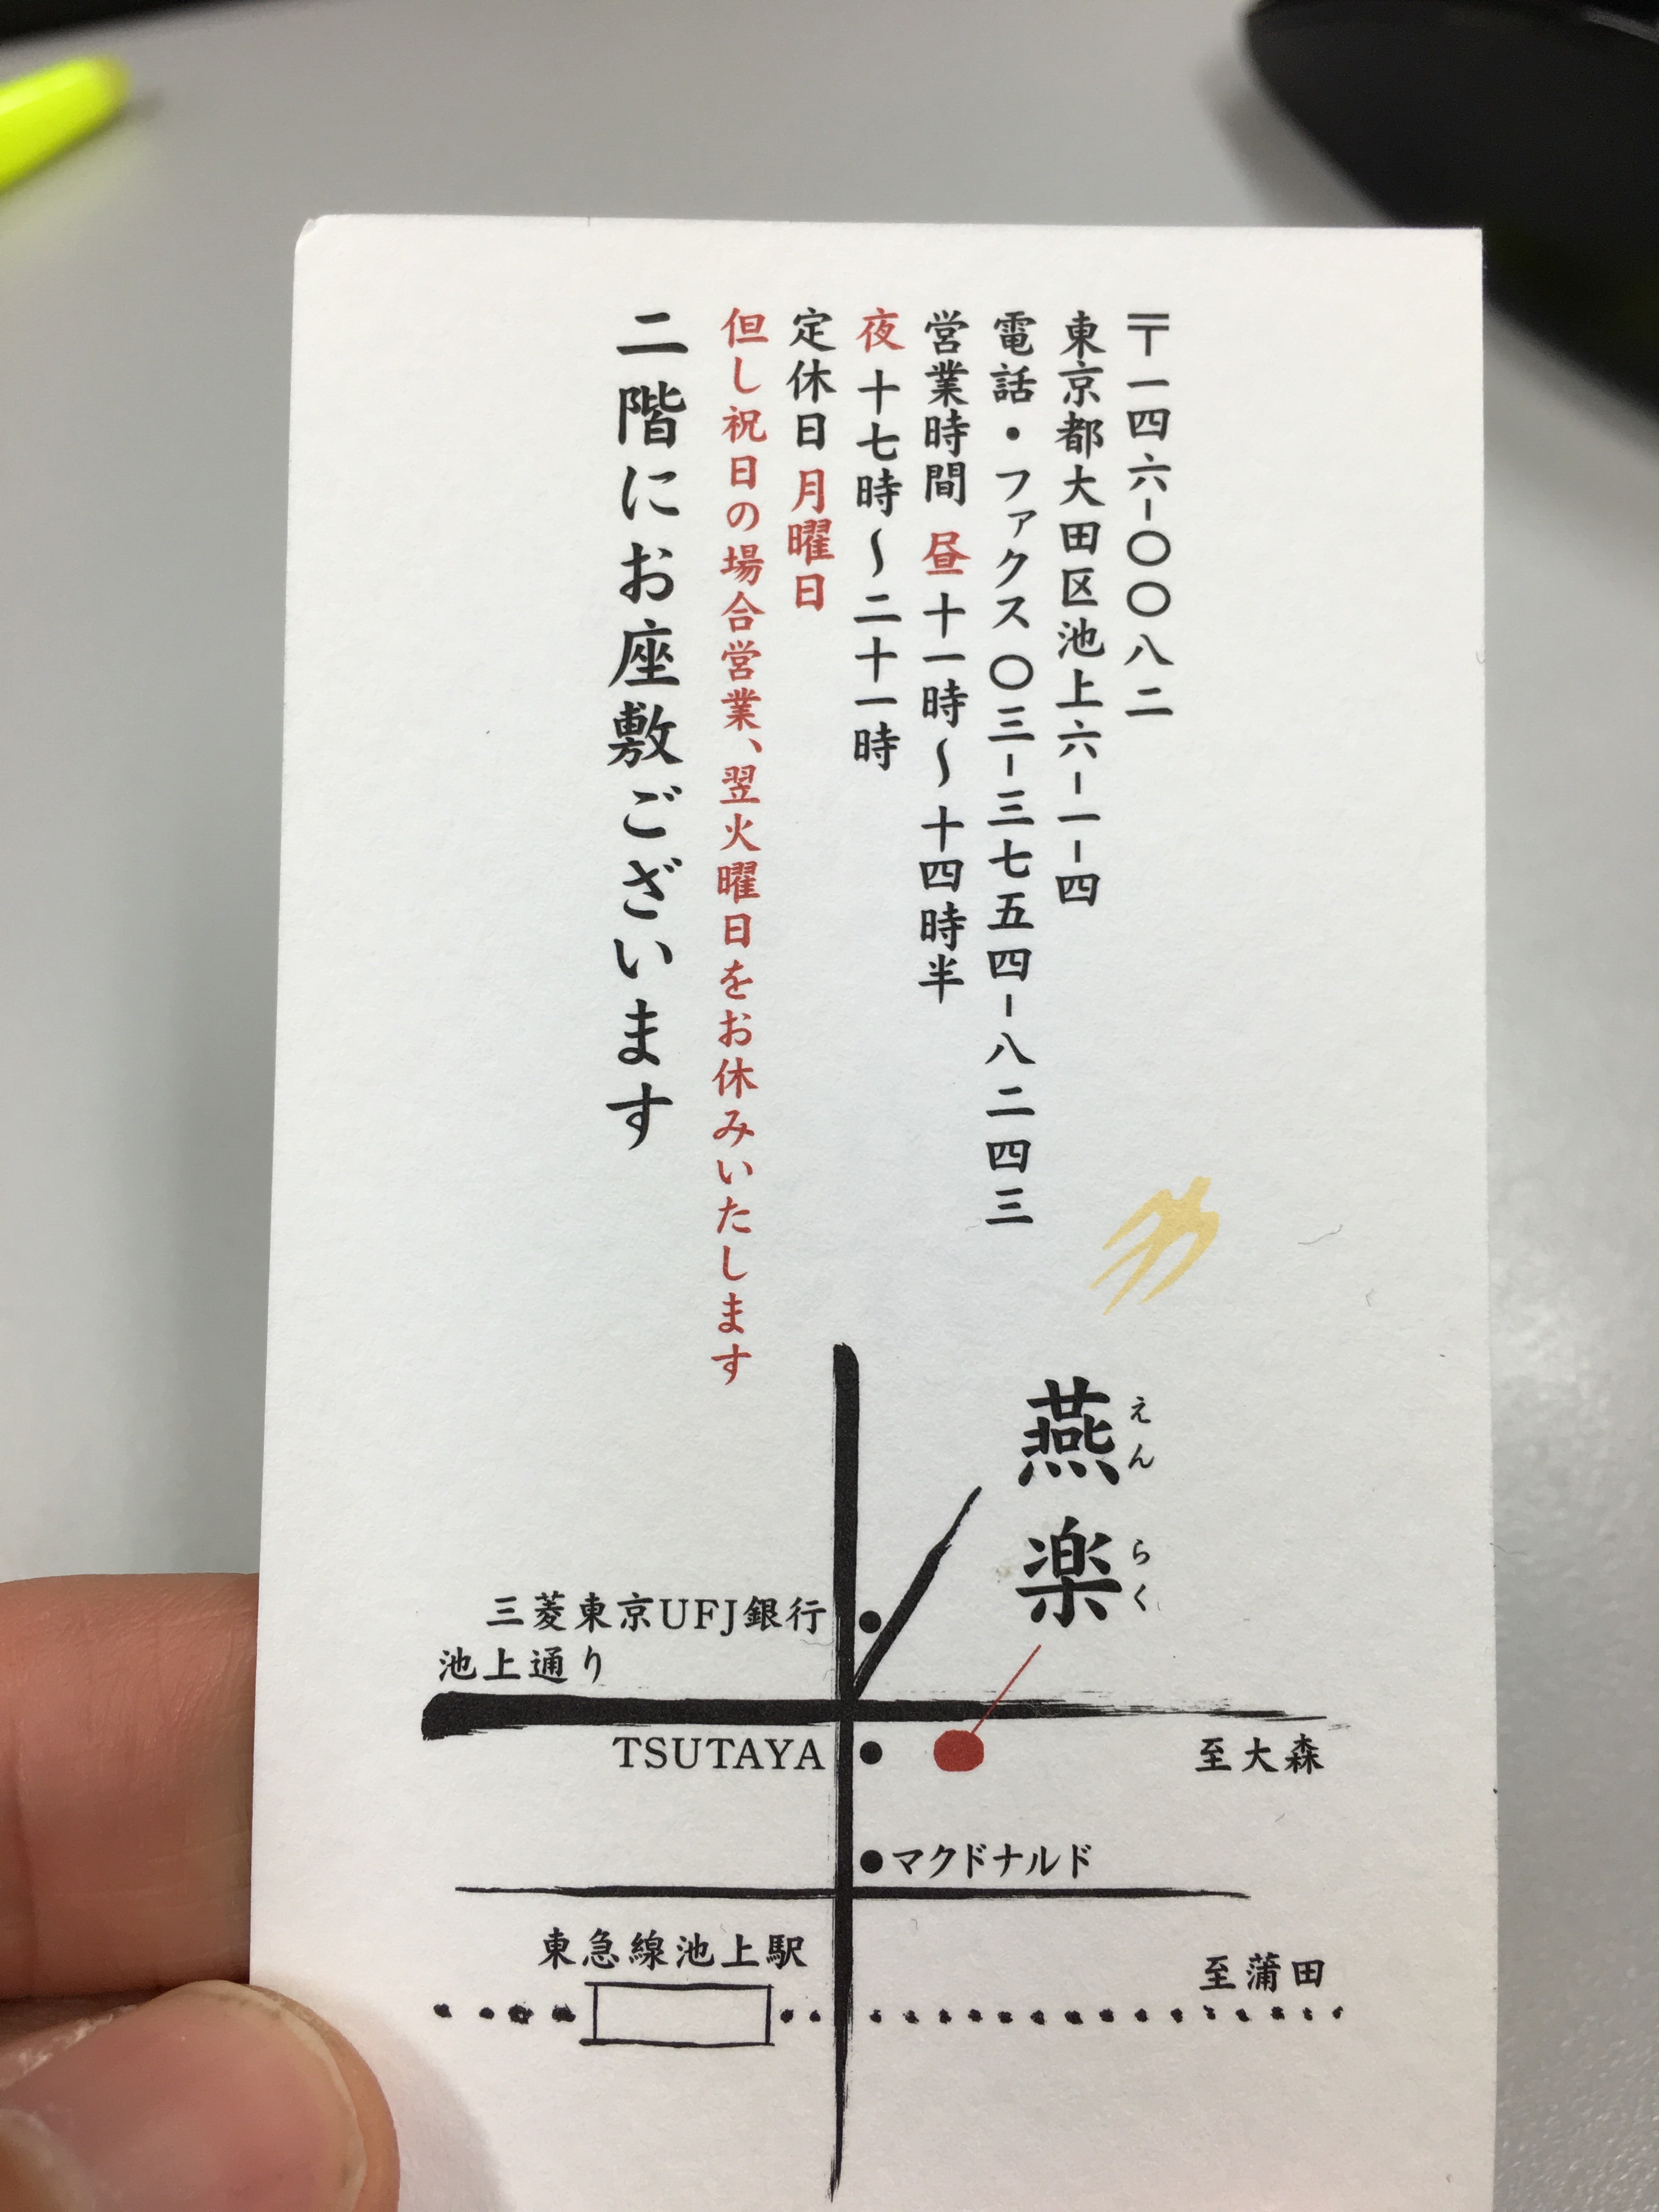 〒一四六-〇〇八二
東京都大田区池上六-一-四
電話・ファクス 〇三-三七五四-八二四三
営業時間 昼 十一時〜十四時半
夜 十七時〜二十一時
定休日 月曜日
但し祝日の場合営業、翌火曜日をお休みいたします
二階にお座敷ございます
えん らく
燕楽
三菱東京UFJ銀行
池上通り
TSUTAYA
至大森
マクドナルド
東急線池上駅
至蒲田